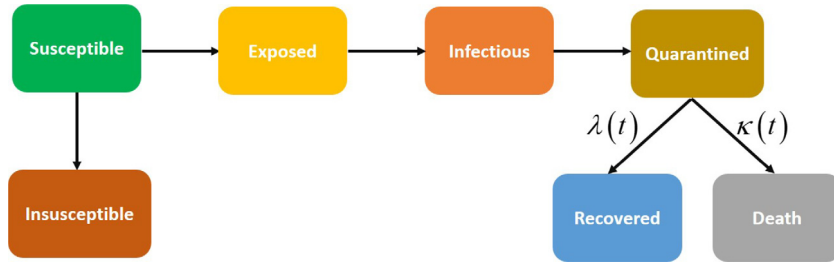 Susceptible
Exposed
Infectious
Quarantined
λ(t)
κ(t)
Insusceptible
Recovered
Death